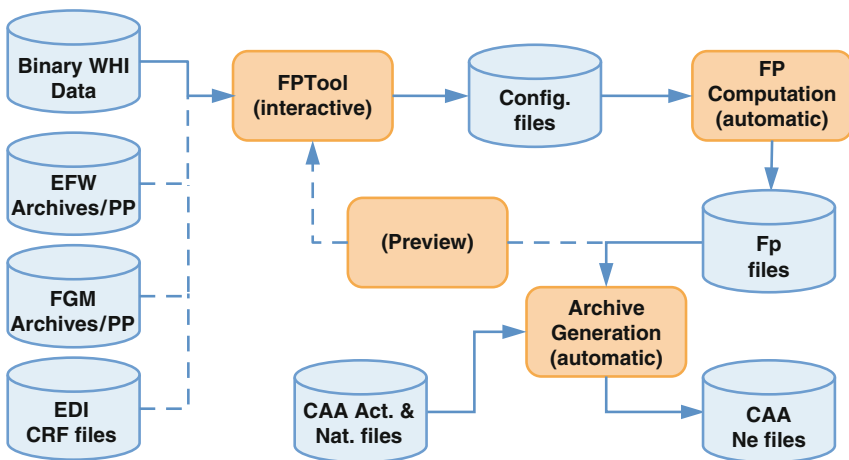 Binary WHI
Data
FPTool
(interactive)
Config.
files
FP
Computation
(automatic)
EFW
Archives/PP
(Preview)
Fp
files
FGM
Archives/PP
Archive
Generation
(automatic)
EDI
CRF files
CAA Act. &
Nat. files
CAA
Ne files